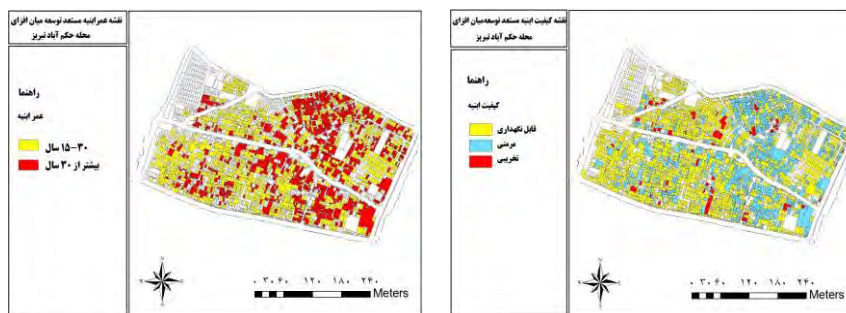 نقشه عمر ابنیه مستعد توسعه میان افزای
محله حکم آباد تبریز
راهنما
عمر ابنیه
۱۵-۳۰ سال
بیشتر از ۳۰ سال
N
W
E
S
۰ ۳۰ ۶۰ ۱۲۰ ۱۸۰ ۲۴۰
Meters
نقشه کیفیت ابنیه مستعد توسعه میان افزای
محله حکم آباد تبریز
راهنما
کیفیت ابنیه
قابل نگهداری
مرمتی
تخریبی
N
W
E
S
۰ ۳۰ ۶۰ ۱۲۰ ۱۸۰ ۲۴۰
Meters